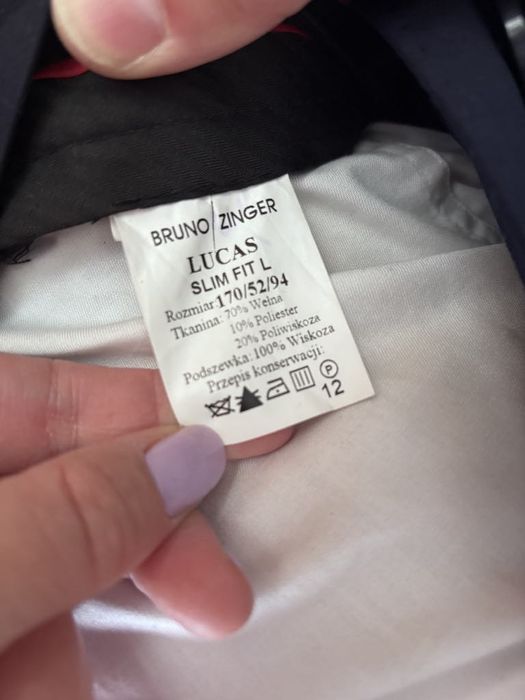 BRUNO ZINGER
LUCAS
SLIM FIT L
Rozmiar:170/52/94
Tkanina: 70% Wełna
10% Poliester
20% Poliwiskoza
Podszewka: 100% Wiskoza
Przepis konserwacji:
P
12